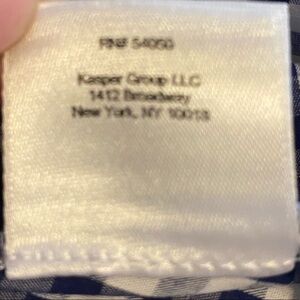 RN# 54050
Kasper Group LLC
1412 Broadway
New York, NY 10018